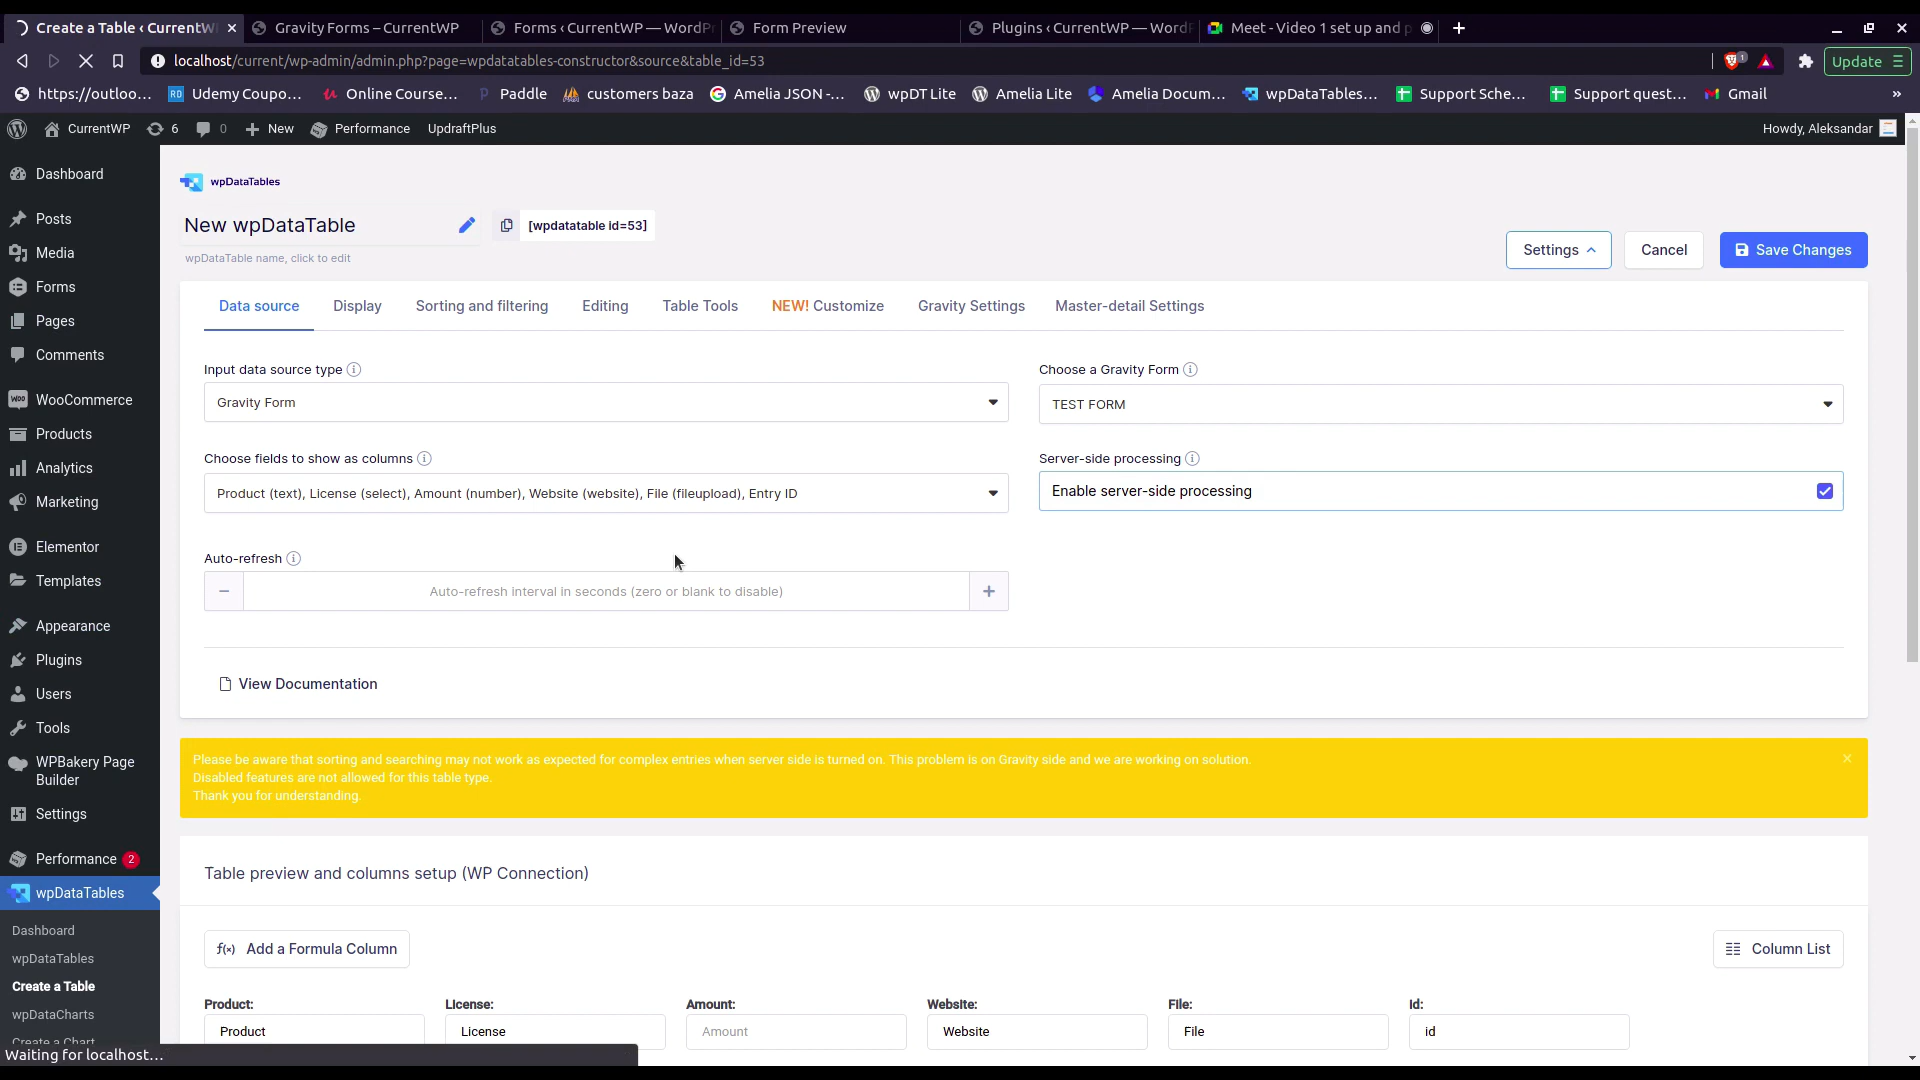 Create a Table ‹ CurrentW
Gravity Forms – CurrentWP
Forms ‹ CurrentWP — WordPr
Form Preview
Plugins ‹ CurrentWP — WordP
Meet - Video 1 set up and p
localhost/current/wp-admin/admin.php?page=wpdatatables-constructor&source&table_id=53
1
Update
https://outloo...
RD
Udemy Coupo...
Online Course...
Paddle
customers baza
Amelia JSON -...
wpDT Lite
Amelia Lite
Amelia Docum...
wpDataTables...
Support Sche...
Support quest...
Gmail
»
CurrentWP
6
0
New
Performance
UpdraftPlus
Howdy, Aleksandar
Dashboard
Posts
Media
Forms
Pages
Comments
WooCommerce
Products
Analytics
Marketing
Elementor
Templates
Appearance
Plugins
Users
Tools
WPBakery Page
Builder
Settings
Performance 2
wpDataTables
Dashboard
wpDataTables
Create a Table
wpDataCharts
Create a Chart
Waiting for localhost...
wpDataTables
New wpDataTable
[wpdatatable id=53]
wpDataTable name, click to edit
Settings
Cancel
Save Changes
Data source
Display
Sorting and filtering
Editing
Table Tools
NEW! Customize
Gravity Settings
Master-detail Settings
Input data source type
Gravity Form
Choose a Gravity Form
TEST FORM
Choose fields to show as columns
Product (text), License (select), Amount (number), Website (website), File (fileupload), Entry ID
Server-side processing
Enable server-side processing
Auto-refresh
− Auto-refresh interval in seconds (zero or blank to disable) +
View Documentation
Please be aware that sorting and searching may not work as expected for complex entries when server side is turned on. This problem is on Gravity side and we are working on solution.
Disabled features are not allowed for this table type.
Thank you for understanding.
Table preview and columns setup (WP Connection)
f(x) Add a Formula Column
Column List
Product:
License:
Amount:
Website:
File:
Id:
Product
License
Amount
Website
File
id